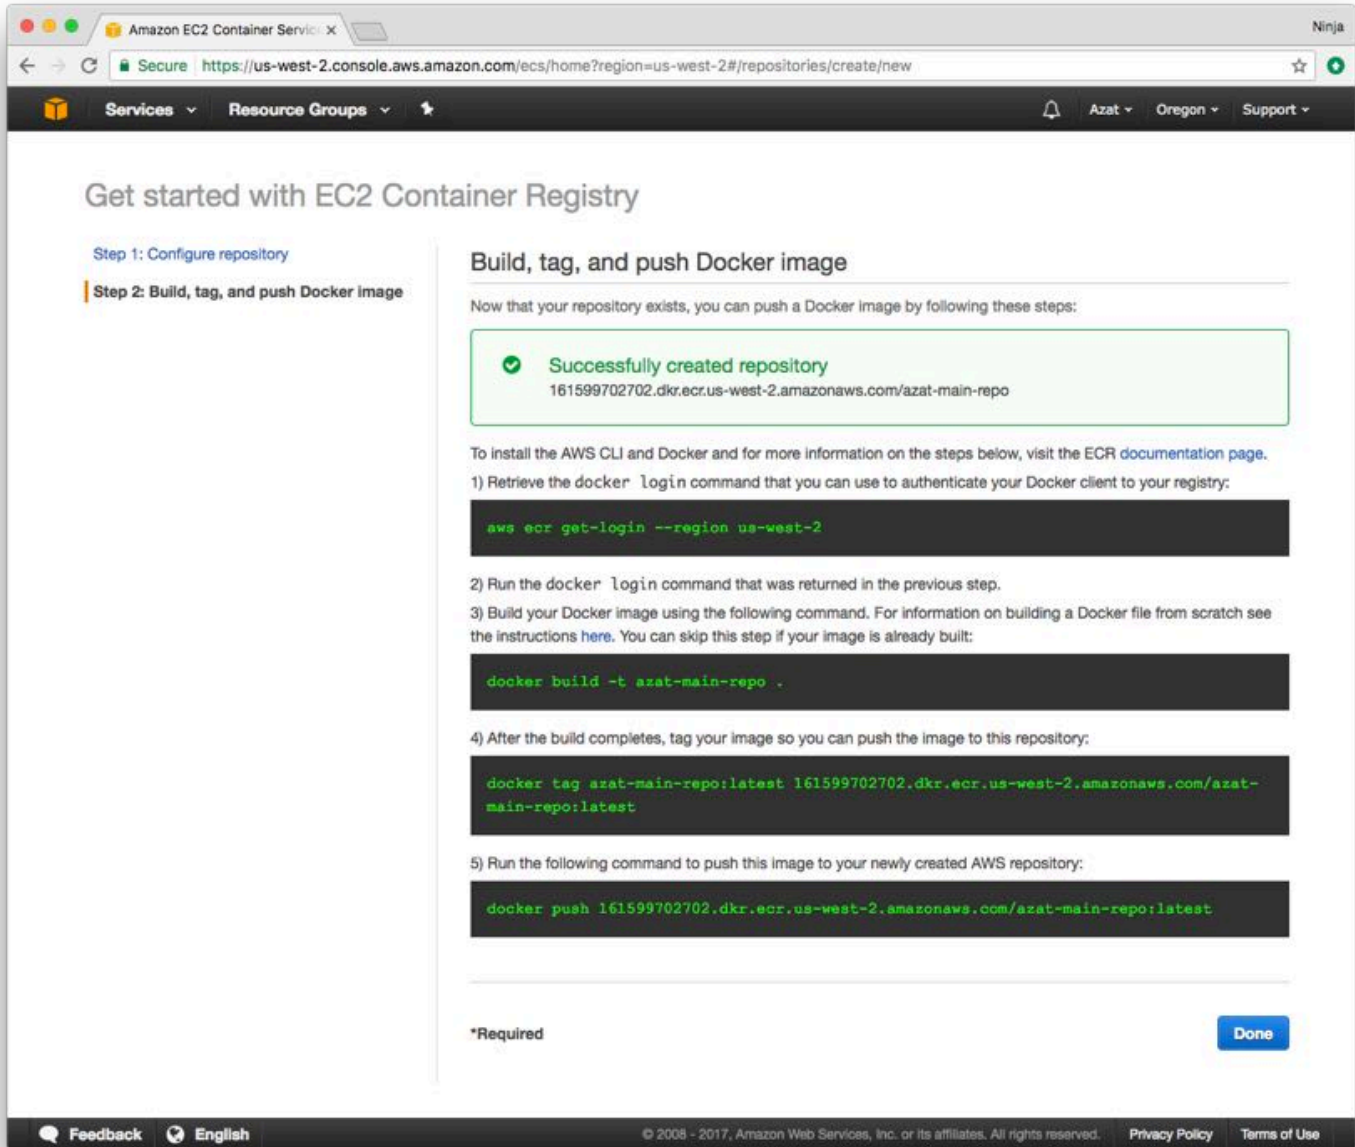 Amazon EC2 Container Servic
Ninja
Secure https://us-west-2.console.aws.amazon.com/ecs/home?region=us-west-2#/repositories/create/new
Services Resource Groups Azat Oregon Support
Get started with EC2 Container Registry
Step 1: Configure repository
Step 2: Build, tag, and push Docker image
Build, tag, and push Docker image
Now that your repository exists, you can push a Docker image by following these steps:
Successfully created repository
161599702702.dkr.ecr.us-west-2.amazonaws.com/azat-main-repo
To install the AWS CLI and Docker and for more information on the steps below, visit the ECR documentation page.
1) Retrieve the docker login command that you can use to authenticate your Docker client to your registry:
aws ecr get-login --region us-west-2
2) Run the docker login command that was returned in the previous step.
3) Build your Docker image using the following command. For information on building a Docker file from scratch see
the instructions here. You can skip this step if your image is already built:
docker build -t azat-main-repo .
4) After the build completes, tag your image so you can push the image to this repository:
docker tag azat-main-repo:latest 161599702702.dkr.ecr.us-west-2.amazonaws.com/azat-
main-repo:latest
5) Run the following command to push this image to your newly created AWS repository:
docker push 161599702702.dkr.ecr.us-west-2.amazonaws.com/azat-main-repo:latest
*Required
Done
Feedback English © 2008 - 2017, Amazon Web Services, Inc. or its affiliates. All rights reserved. Privacy Policy Terms of Use